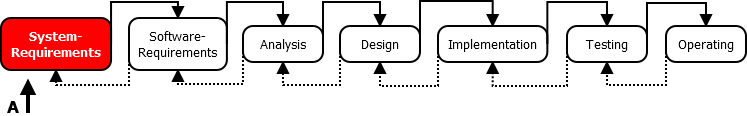 System-
Requirements
Software-
Requirements
Analysis
Design
Implementation
Testing
Operating
A